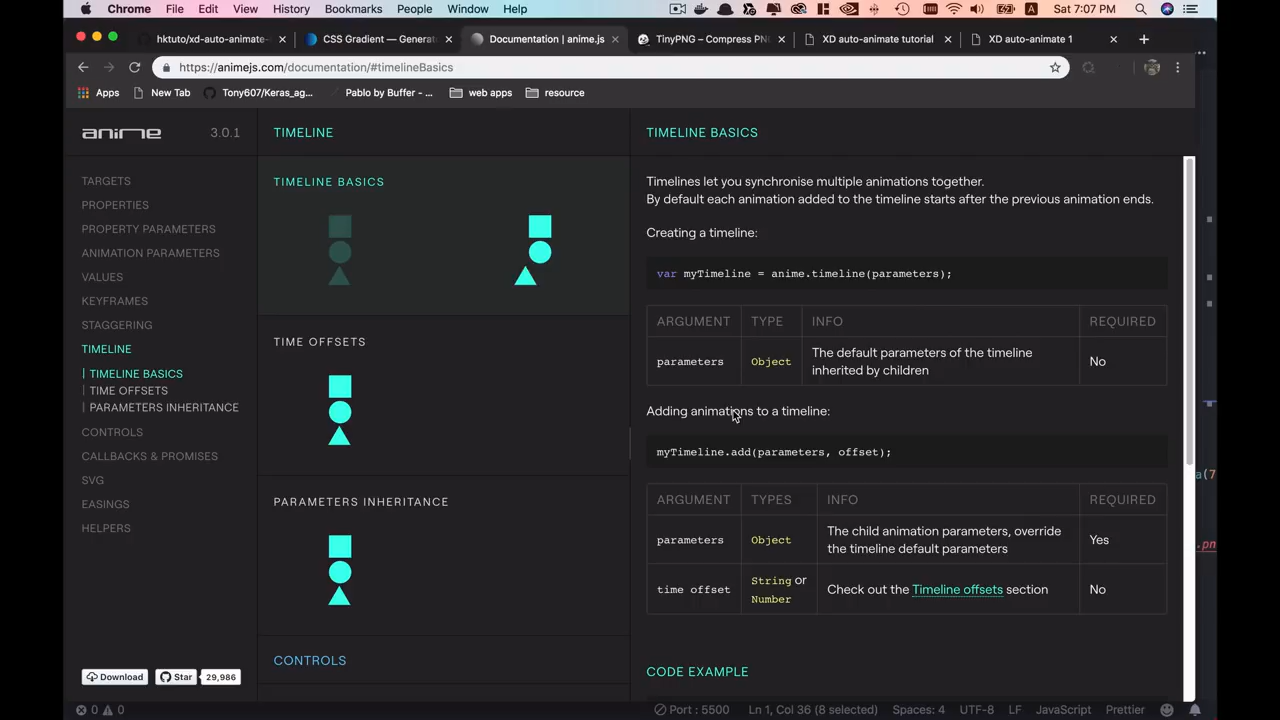 Chrome File Edit View History Bookmarks People Window Help Sat 7:07 PM
hktuto/xd-auto-animate-
CSS Gradient — Generat
Documentation | anime.js
TinyPNG – Compress PN
XD auto-animate tutorial
XD auto-animate 1
https://animejs.com/documentation/#timelineBasics
Apps New Tab Tony607/Keras_ag... Pablo by Buffer - ... web apps resource
anime 3.0.1
TARGETS
PROPERTIES
PROPERTY PARAMETERS
ANIMATION PARAMETERS
VALUES
KEYFRAMES
STAGGERING
TIMELINE
TIMELINE BASICS
TIME OFFSETS
PARAMETERS INHERITANCE
CONTROLS
CALLBACKS & PROMISES
SVG
EASINGS
HELPERS
Download Star 29,986
TIMELINE
TIMELINE BASICS
TIME OFFSETS
PARAMETERS INHERITANCE
CONTROLS
TIMELINE BASICS
Timelines let you synchronise multiple animations together.
By default each animation added to the timeline starts after the previous animation ends.
Creating a timeline:
var myTimeline = anime.timeline(parameters);
ARGUMENT TYPE INFO REQUIRED
parameters Object The default parameters of the timeline
inherited by children No
Adding animations to a timeline:
myTimeline.add(parameters, offset);
ARGUMENT TYPES INFO REQUIRED
parameters Object The child animation parameters, override
the timeline default parameters Yes
time offset String or
Number Check out the Timeline offsets section No
CODE EXAMPLE
a(7
.pn
0 0 Port : 5500 Ln 1, Col 36 (8 selected) Spaces: 4 UTF-8 LF JavaScript Prettier